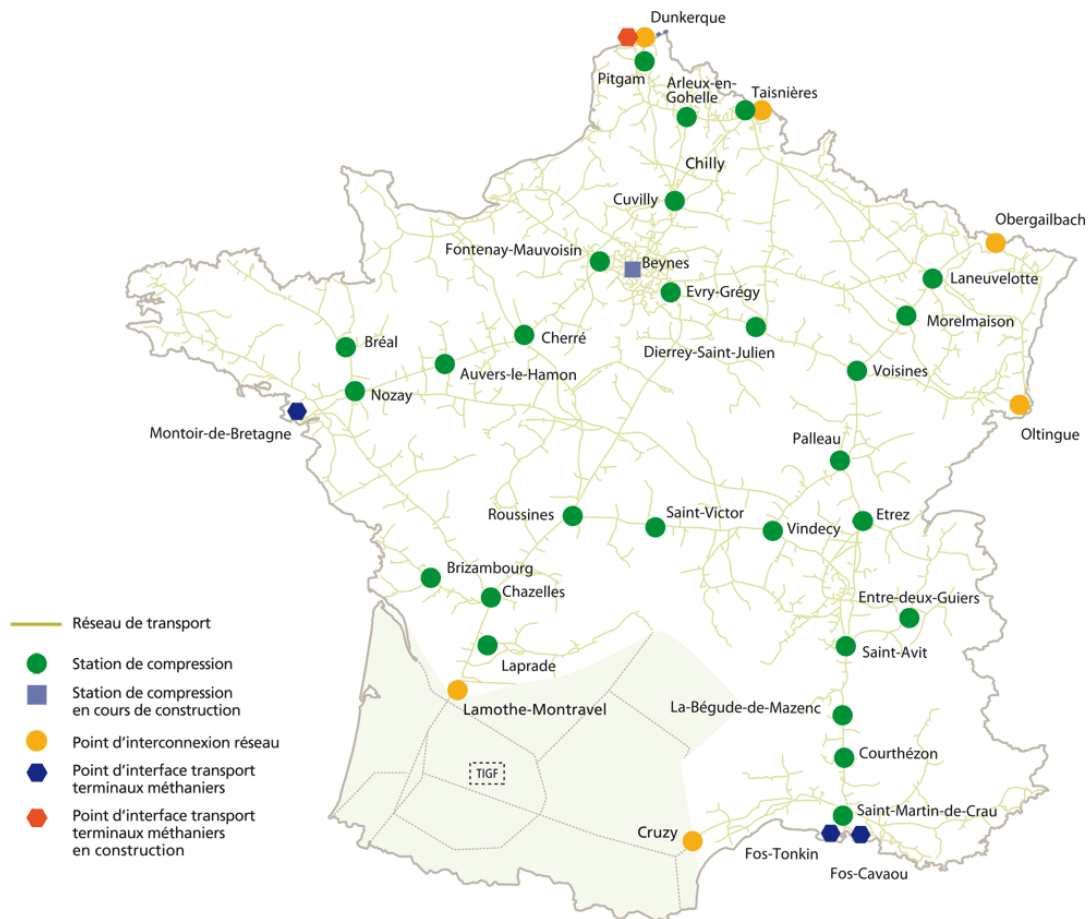 Dunkerque
Pitgam
Arleux-en-
Gohelle
Taisnières
Chilly
Cuvilly
Obergailbach
Fontenay-Mauvoisin
Beynes
Laneuvelotte
Evry-Grégy
Morelmaison
Bréal
Cherré
Dierrey-Saint-Julien
Auvers-le-Hamon
Voisines
Nozay
Montoir-de-Bretagne
Oltingue
Palleau
Roussines
Saint-Victor
Vindecy
Etrez
Brizambourg
Chazelles
Entre-deux-Guiers
Laprade
Saint-Avit
Lamothe-Montravel
La-Bégude-de-Mazenc
Courthézon
TIGF
Saint-Martin-de-Crau
Cruzy
Fos-Tonkin
Fos-Cavaou
Réseau de transport
Station de compression
Station de compression
en cours de construction
Point d'interconnexion réseau
Point d'interface transport
terminaux méthaniers
Point d'interface transport
terminaux méthaniers
en construction